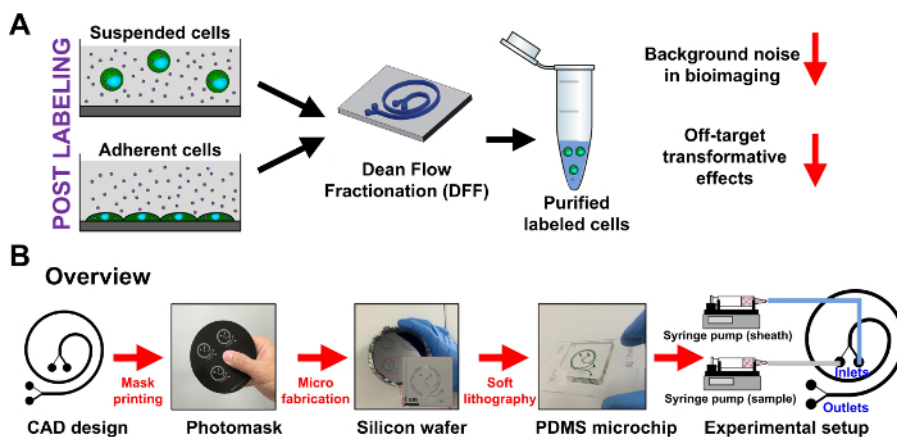 A
POST LABELING
Suspended cells
Adherent cells
Dean Flow
Fractionation (DFF)
Purified
labeled cells
Background noise
in bioimaging
Off-target
transformative
effects
B
Overview
CAD design
Mask
printing
Photomask
Micro
fabrication
Silicon wafer
1 cm
Soft
lithography
PDMS microchip
Syringe pump (sheath)
Syringe pump (sample)
Inlets
Outlets
Experimental setup